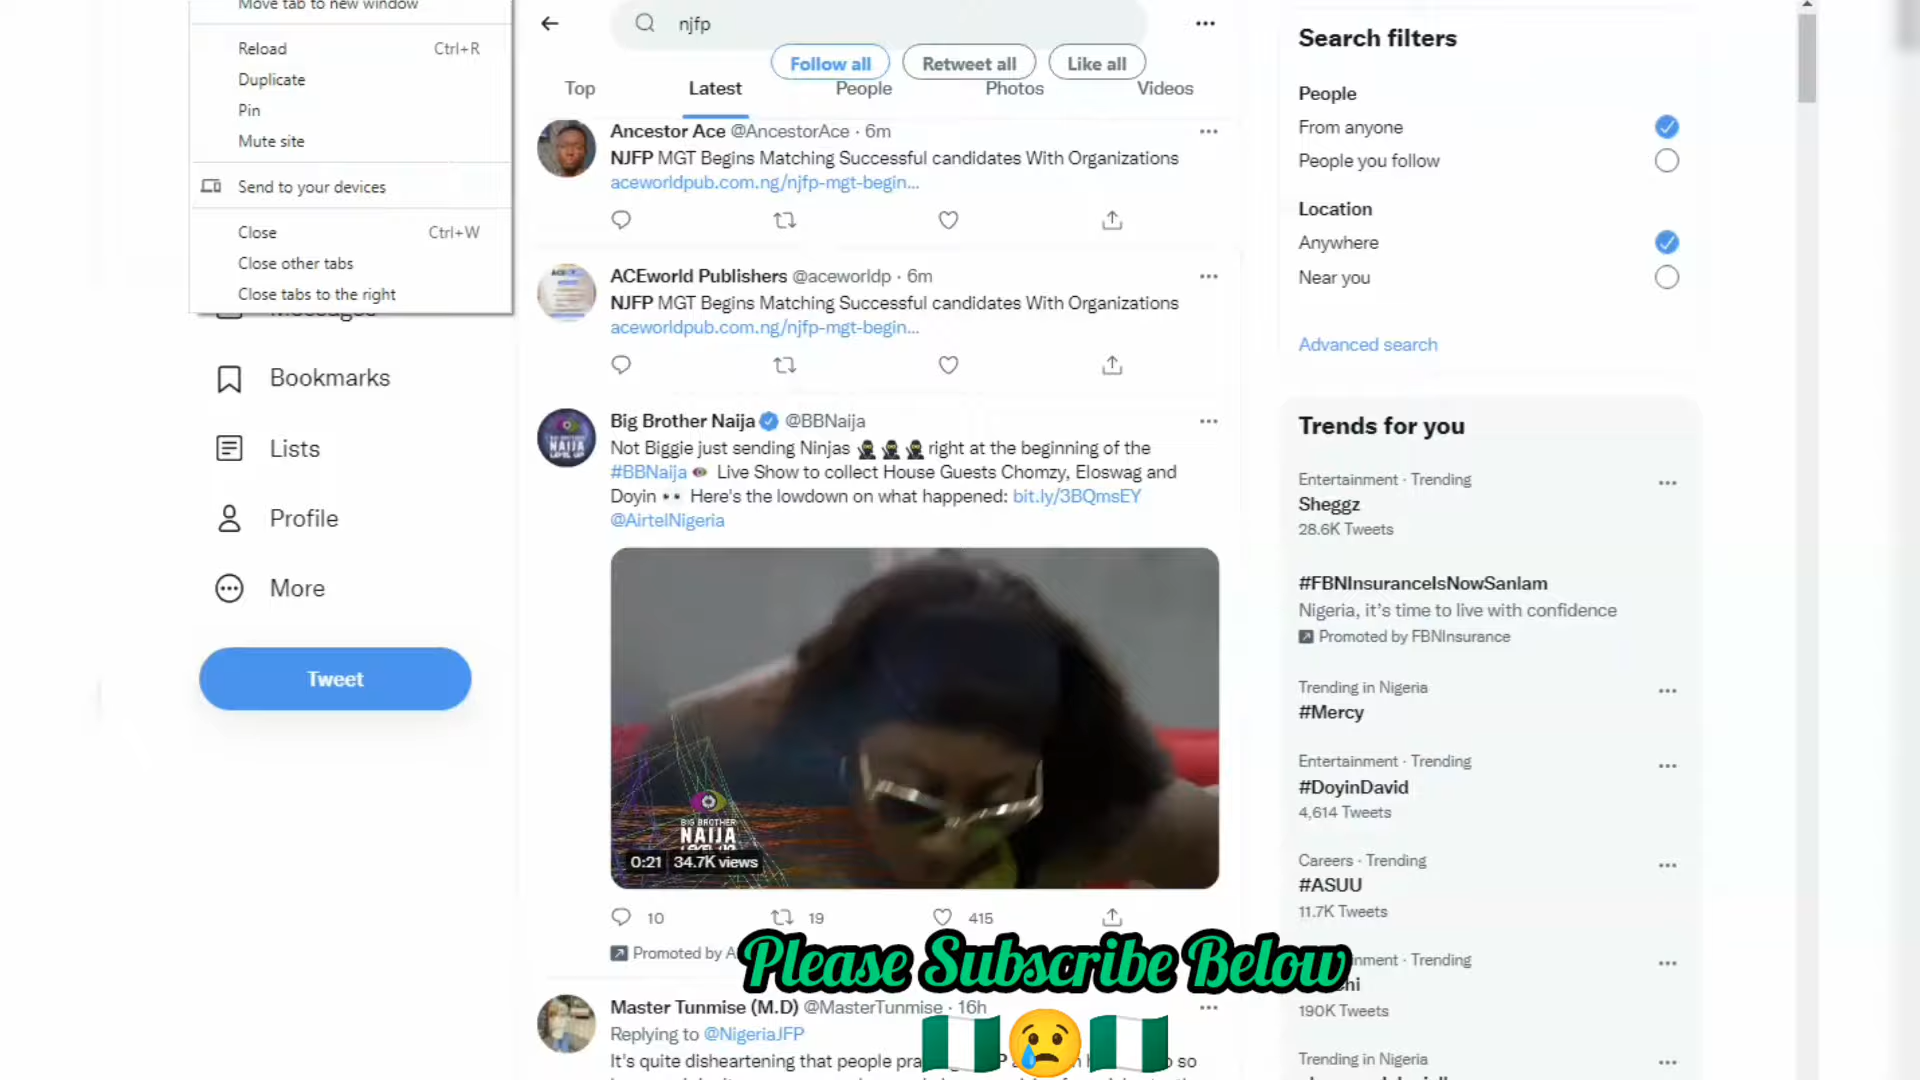 Move tab to new window
Reload Ctrl+R
Duplicate
Pin
Mute site
Send to your devices
Close Ctrl+W
Close other tabs
Close tabs to the right
Messages
Bookmarks
Lists
Profile
More
Tweet
njfp
Follow all Retweet all Like all
Top Latest People Photos Videos
Ancestor Ace @AncestorAce · 6m
NJFP MGT Begins Matching Successful candidates With Organizations
aceworldpub.com.ng/njfp-mgt-begin...
ACEworld Publishers @aceworldp · 6m
NJFP MGT Begins Matching Successful candidates With Organizations
aceworldpub.com.ng/njfp-mgt-begin...
Big Brother Naija @BBNaija
Not Biggie just sending Ninjas 🥷🥷🥷 right at the beginning of the
#BBNaija Live Show to collect House Guests Chomzy, Eloswag and
Doyin 👀 Here's the lowdown on what happened: bit.ly/3BQmsEY
@AirtelNigeria
BIG BROTHER
NAIJA
LEVEL UP
0:21 34.7K views
10 19 415
Promoted by
Please Subscribe Below
Master Tunmise (M.D) @MasterTunmise · 16h
Replying to @NigeriaJFP
It's quite disheartening that people so
Search filters
People
From anyone
People you follow
Location
Anywhere
Near you
Advanced search
Trends for you
Entertainment · Trending
Sheggz
28.6K Tweets
#FBNInsuranceIsNowSanlam
Nigeria, it's time to live with confidence
Promoted by FBNInsurance
Trending in Nigeria
#Mercy
Entertainment · Trending
#DoyinDavid
4,614 Tweets
Careers · Trending
#ASUU
11.7K Tweets
· Trending
190K Tweets
Trending in Nigeria